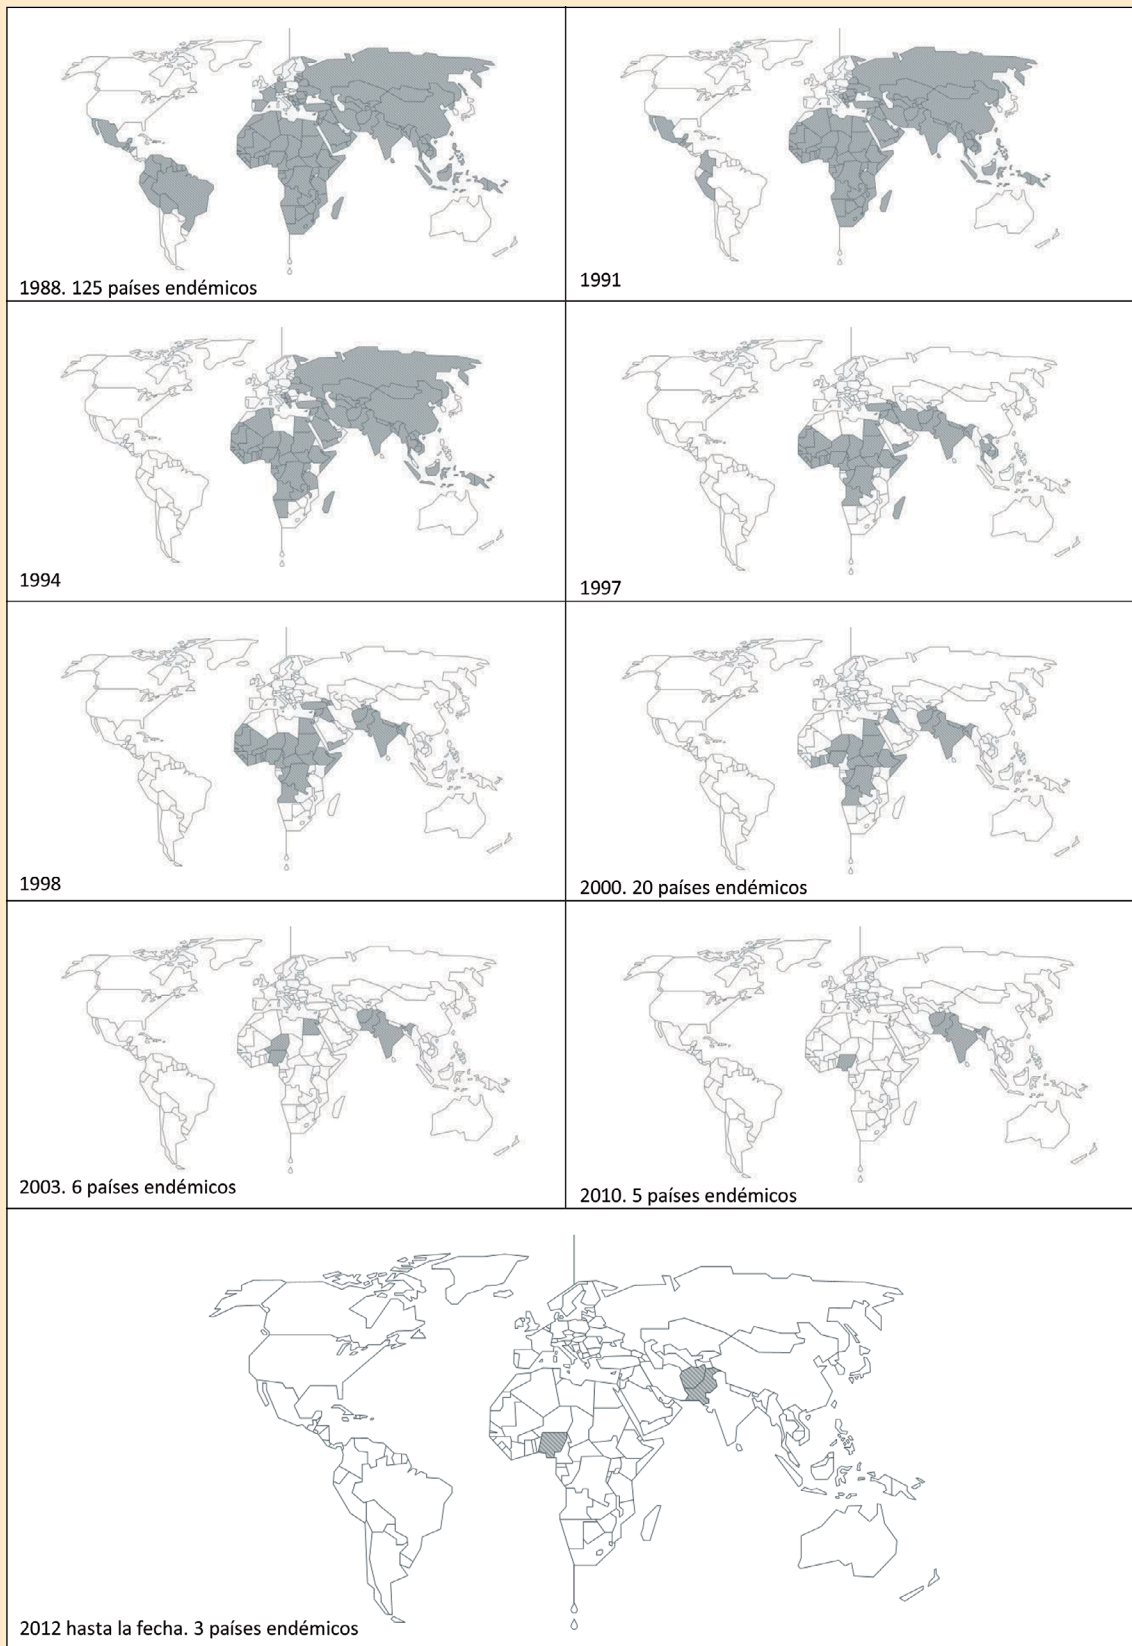 1988. 125 países endémicos
1991
1994
1997
1998
2000. 20 países endémicos
2003. 6 países endémicos
2010. 5 países endémicos
2012 hasta la fecha. 3 países endémicos